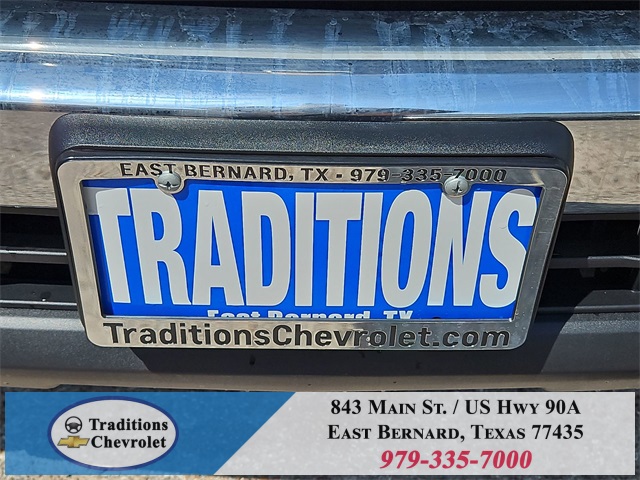 EAST BERNARD, TX - 979-335-7000
TRADITIONS
East Bernard, TX
TraditionsChevrolet.com
Traditions
Chevrolet
843 Main St. / US Hwy 90A
East Bernard, Texas 77435
979-335-7000